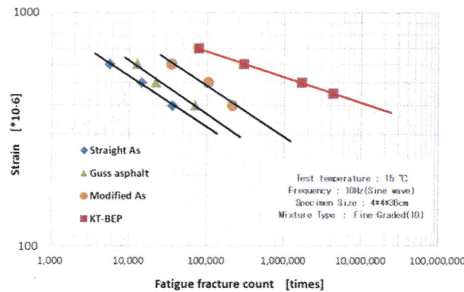 1000
Strain [*10-6]
Straight As
Guss asphalt
Modified As
KT-BEP
Test temperature : 15 ℃
Frequency : 10Hz(Sine wave)
Specimen Size : 4*4*36cm
Mixture Type : Fine Graded(10)
100
1,000 10,000 100,000 1,000,000 10,000,000 100,000,000
Fatigue fracture count [times]